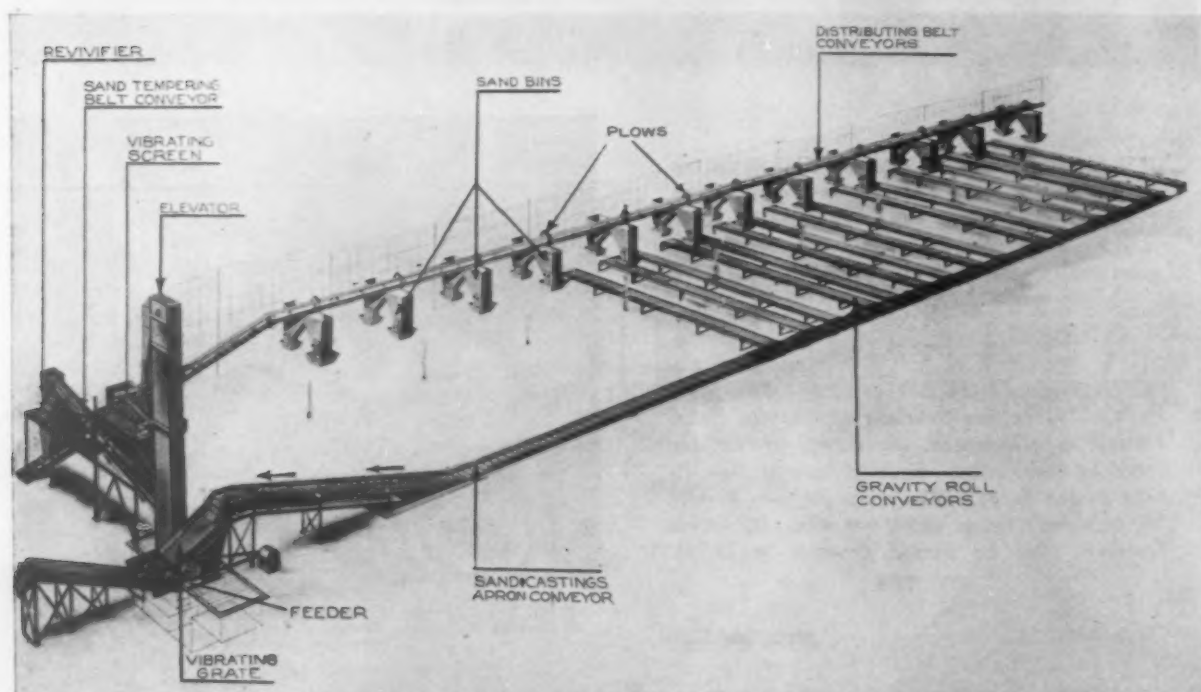 REVIVIFIER
SAND TEMPERING
BELT CONVEYOR
VIBRATING
SCREEN
ELEVATOR
SAND BINS
PLOWS
DISTRIBUTING BELT
CONVEYORS
GRAVITY ROLL
CONVEYORS
SAND & CASTINGS
APRON CONVEYOR
FEEDER
VIBRATING
GRATE